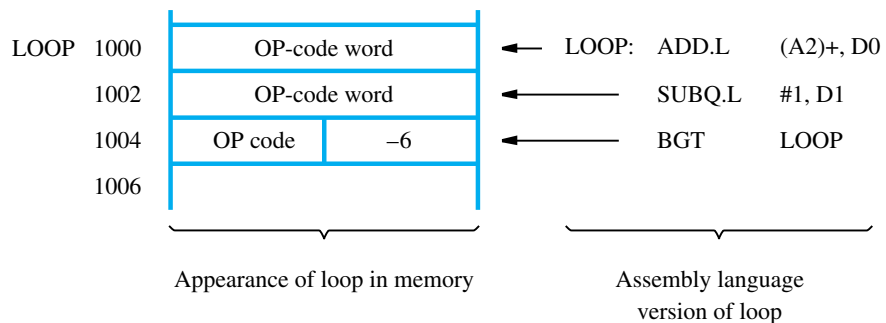 LOOP 1000 OP-code word LOOP: ADD.L (A2)+, D0
1002 OP-code word SUBQ.L #1, D1
1004 OP code –6 BGT LOOP
1006
Appearance of loop in memory
Assembly language
version of loop